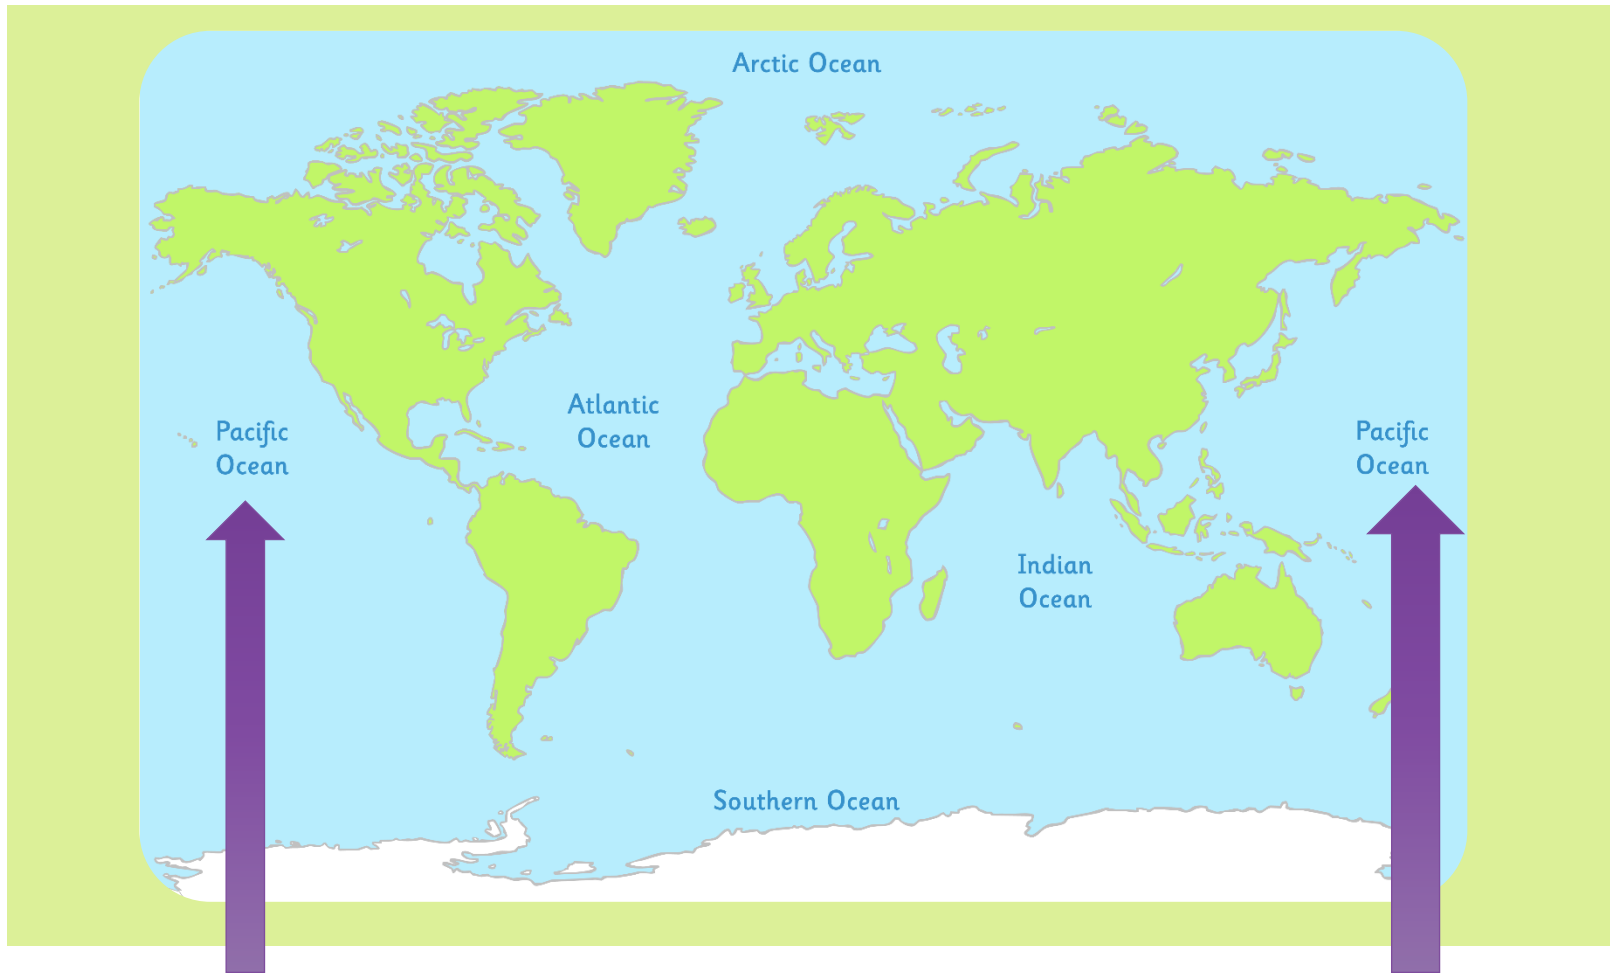 Arctic Ocean
Atlantic
Ocean
Pacific
Ocean
Pacific
Ocean
Indian
Ocean
Southern Ocean